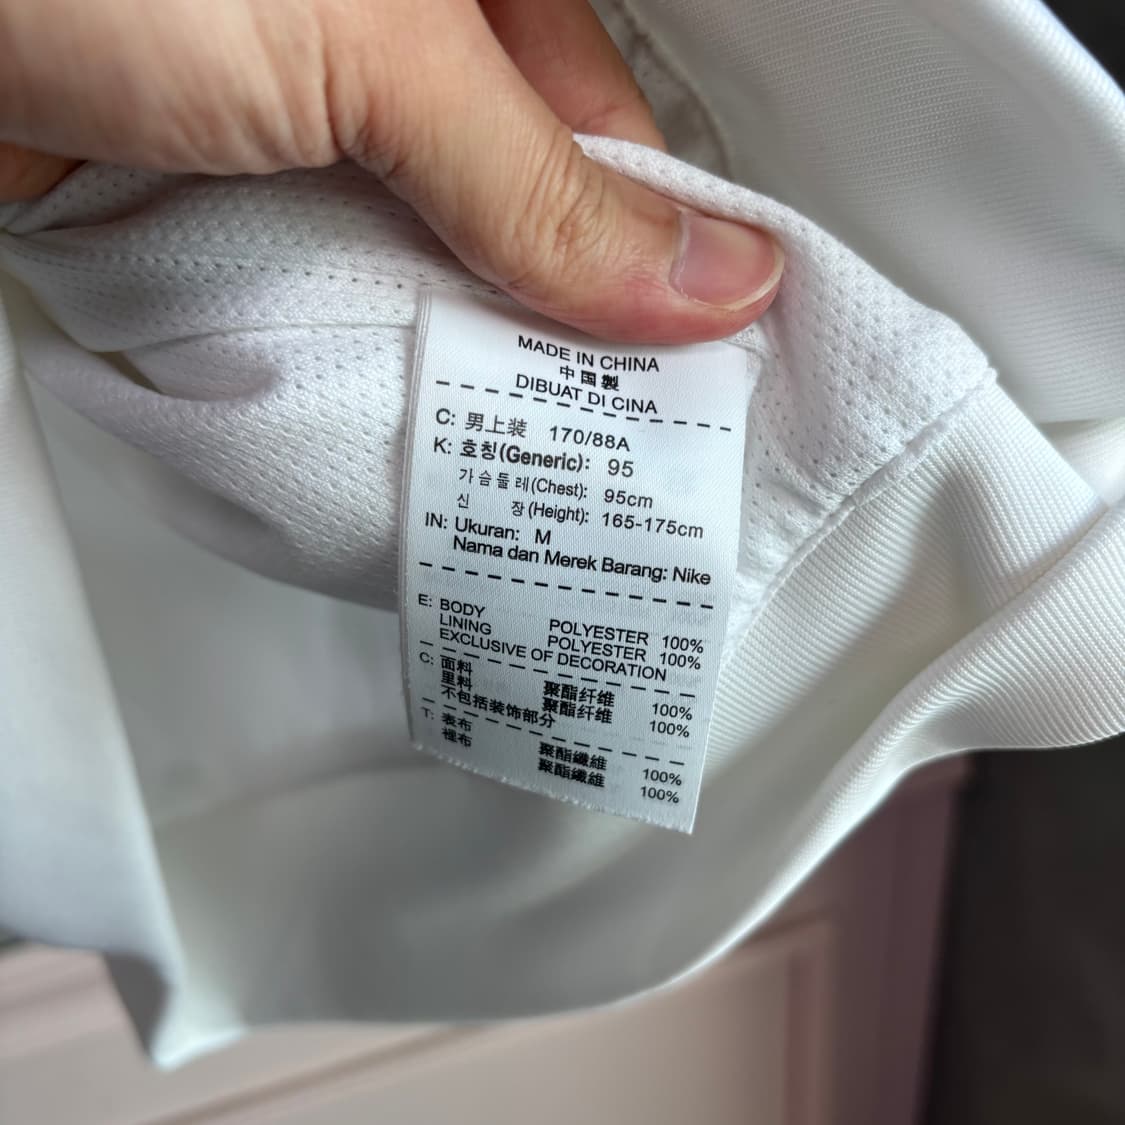 MADE IN CHINA
中国製
DIBUAT DI CINA
C: 男上装 170/88A
K: 호칭(Generic): 95
가슴둘레(Chest): 95cm
신 장(Height): 165-175cm
IN: Ukuran: M
Nama dan Merek Barang: Nike
E: BODY POLYESTER 100%
LINING POLYESTER 100%
EXCLUSIVE OF DECORATION
C: 面料 聚酯纤维 100%
里料 聚酯纤维 100%
不包括装饰部分
T: 表布 聚酯纖維 100%
裡布 聚酯纖維 100%